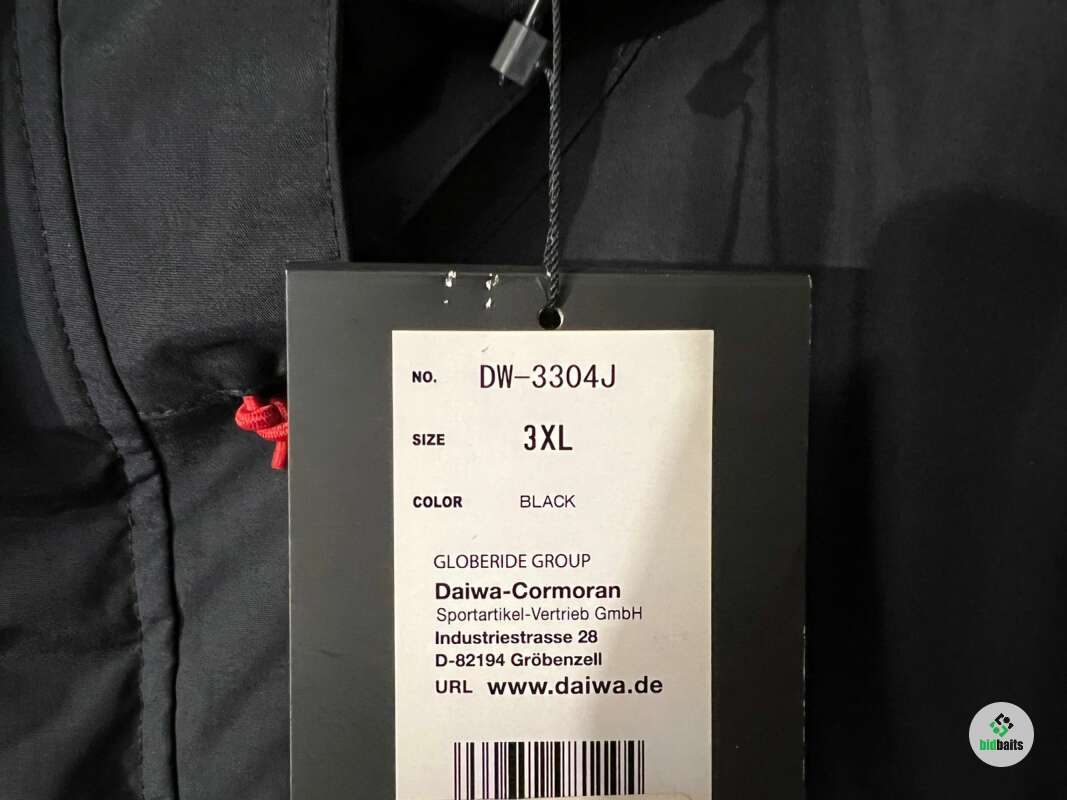 NO. DW-3304J
SIZE 3XL
COLOR BLACK
GLOBERIDE GROUP
Daiwa-Cormoran
Sportartikel-Vertrieb GmbH
Industriestrasse 28
D-82194 Gröbenzell
URL www.daiwa.de
bidbaits